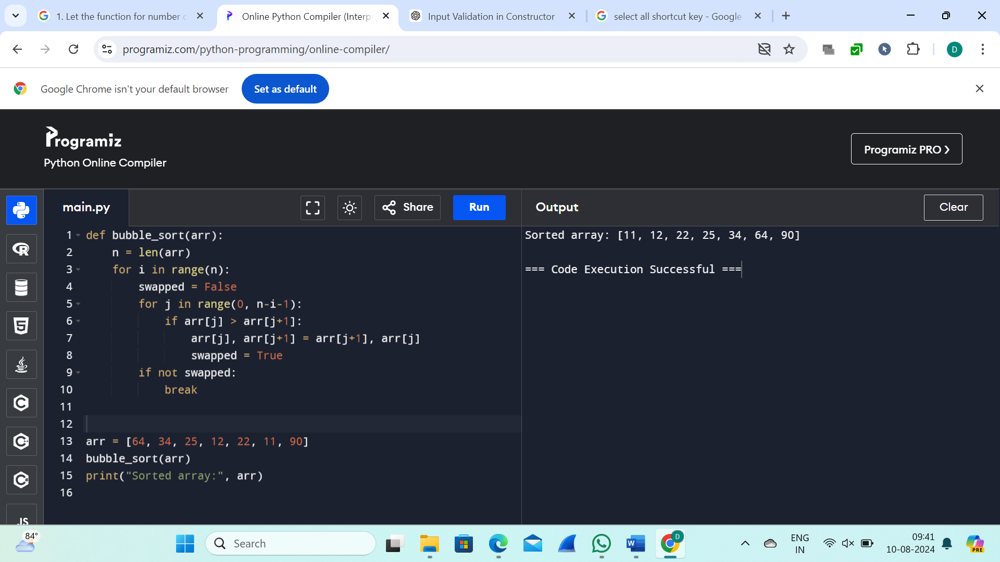 1. Let the function for number
Online Python Compiler (Interp
Input Validation in Constructor
select all shortcut key - Google
programiz.com/python-programming/online-compiler/
D
Google Chrome isn't your default browser
Set as default
Programiz
Python Online Compiler
Programiz PRO ❯
main.py
Share
Run
Output
Clear
1 def bubble_sort(arr):
2     n = len(arr)
3     for i in range(n):
4         swapped = False
5         for j in range(0, n-i-1):
6             if arr[j] > arr[j+1]:
7                 arr[j], arr[j+1] = arr[j+1], arr[j]
8                 swapped = True
9         if not swapped:
10             break
11
12
13 arr = [64, 34, 25, 12, 22, 11, 90]
14 bubble_sort(arr)
15 print("Sorted array:", arr)
16
Sorted array: [11, 12, 22, 25, 34, 64, 90]
=== Code Execution Successful ===
JS
84°
Search
D
ENG
IN
09:41
10-08-2024
PRE